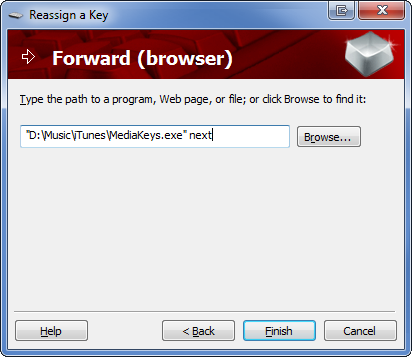 Reassign a Key
Forward (browser)
Type the path to a program, Web page, or file; or click Browse to find it:
"D:\Music\iTunes\MediaKeys.exe" next
Browse...
Help
< Back
Finish
Cancel